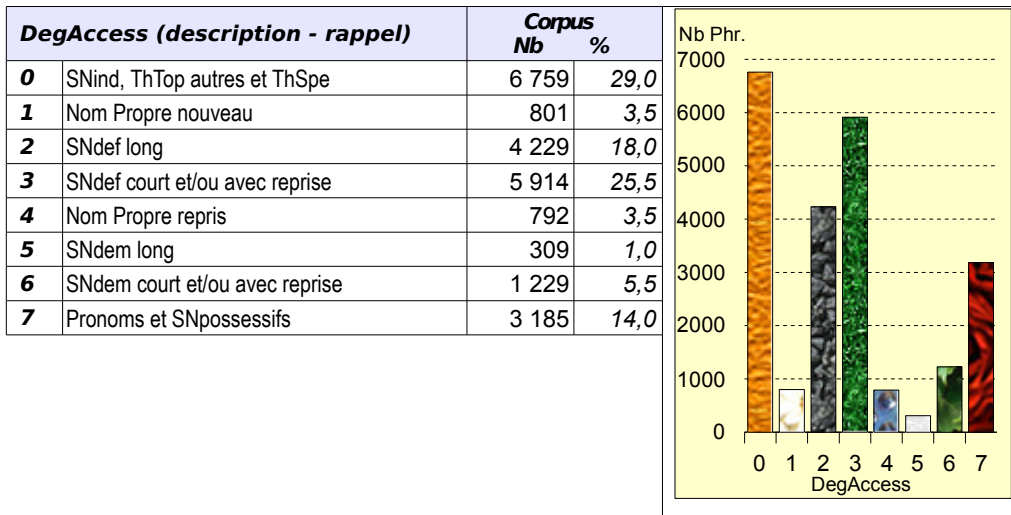 DegAccess (description - rappel) Corpus
Nb %
0 SNind, ThTop autres et ThSpe 6 759 29,0
1 Nom Propre nouveau 801 3,5
2 SNdef long 4 229 18,0
3 SNdef court et/ou avec reprise 5 914 25,5
4 Nom Propre repris 792 3,5
5 SNdem long 309 1,0
6 SNdem court et/ou avec reprise 1 229 5,5
7 Pronoms et SNpossessifs 3 185 14,0
Nb Phr.
7000
6000
5000
4000
3000
2000
1000
0
0 1 2 3 4 5 6 7
DegAccess